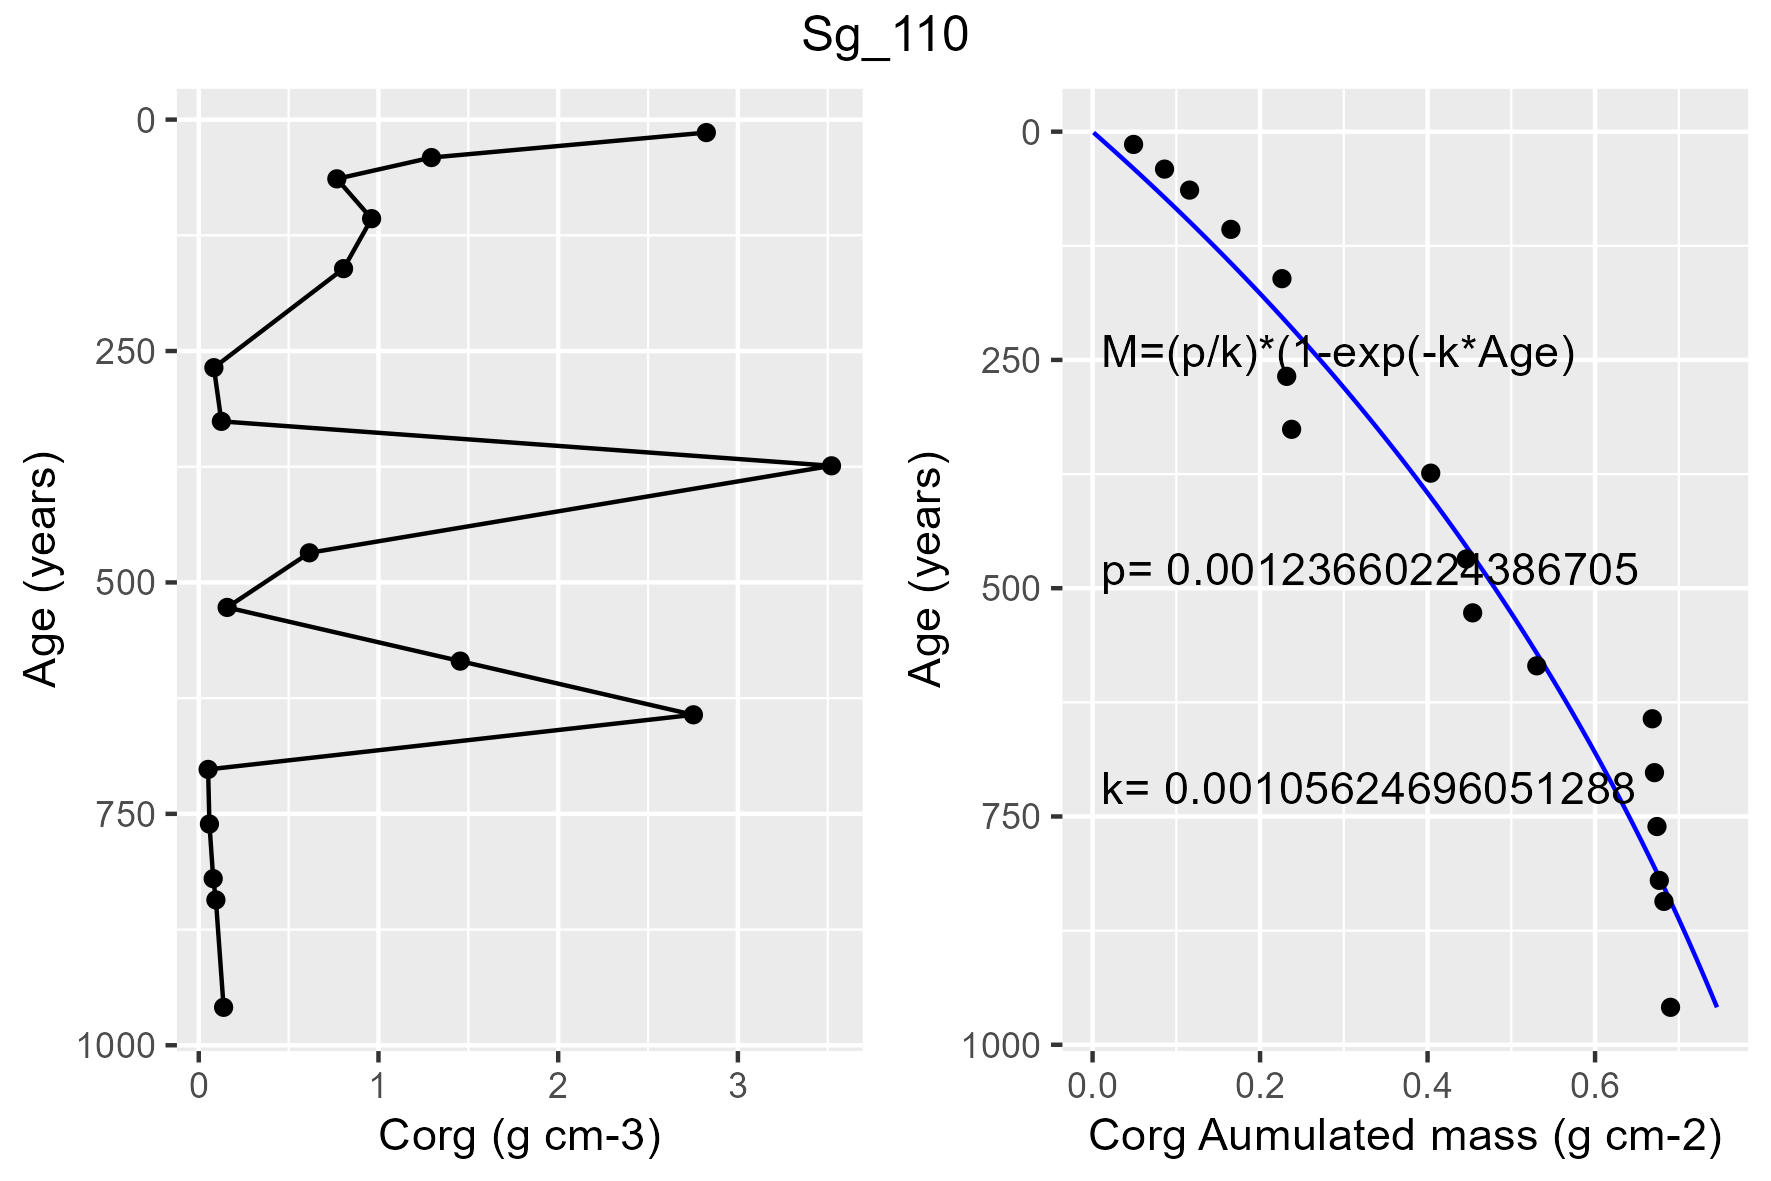 Sg_110
0
250
500
750
1000
Age (years)
0
1
2
3
Corg (g cm-3)
0
250
500
750
1000
Age (years)
M=(p/k)*(1-exp(-k*Age)
p= 0.00123660224386705
k= 0.00105624696051288
0.0
0.2
0.4
0.6
Corg Aumulated mass (g cm-2)